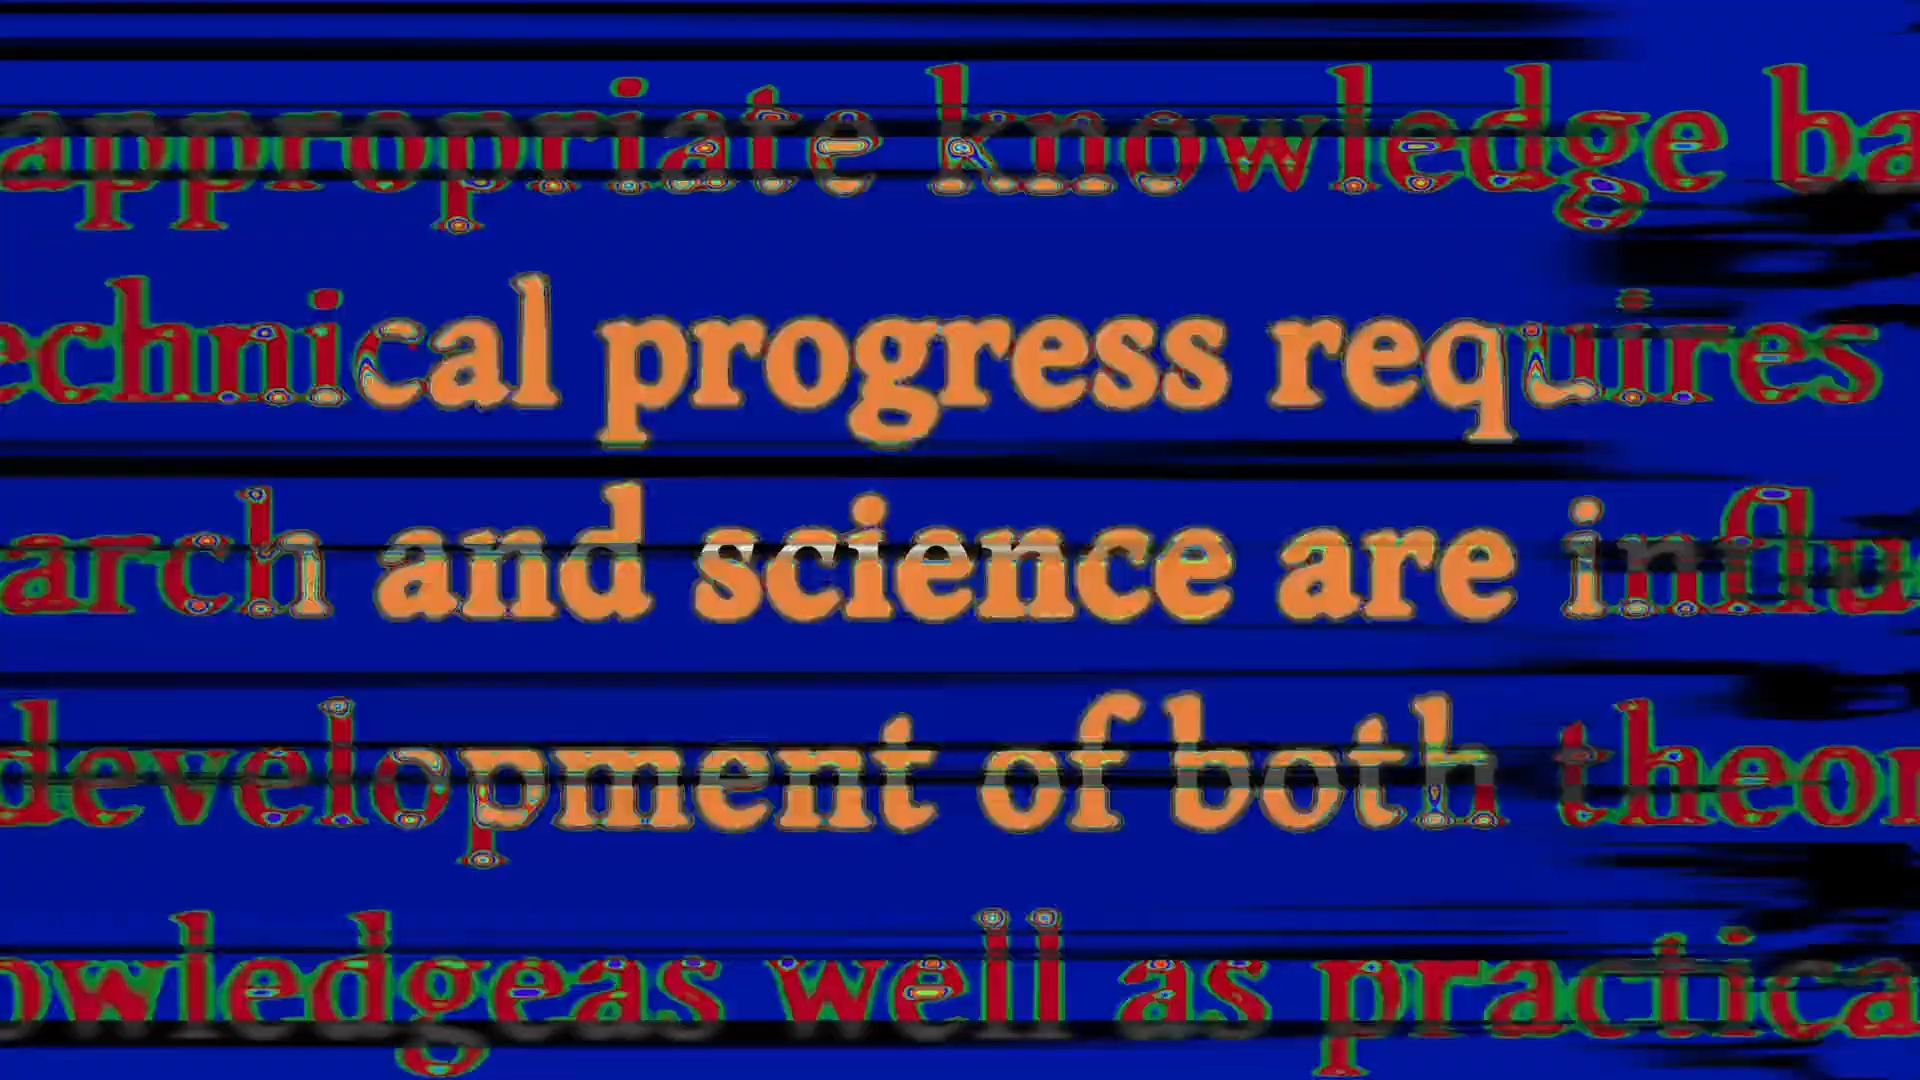 appropriate knowledge ba
echnical progress requires
arch and science are influ
development of both theor
owledgeas well as practica